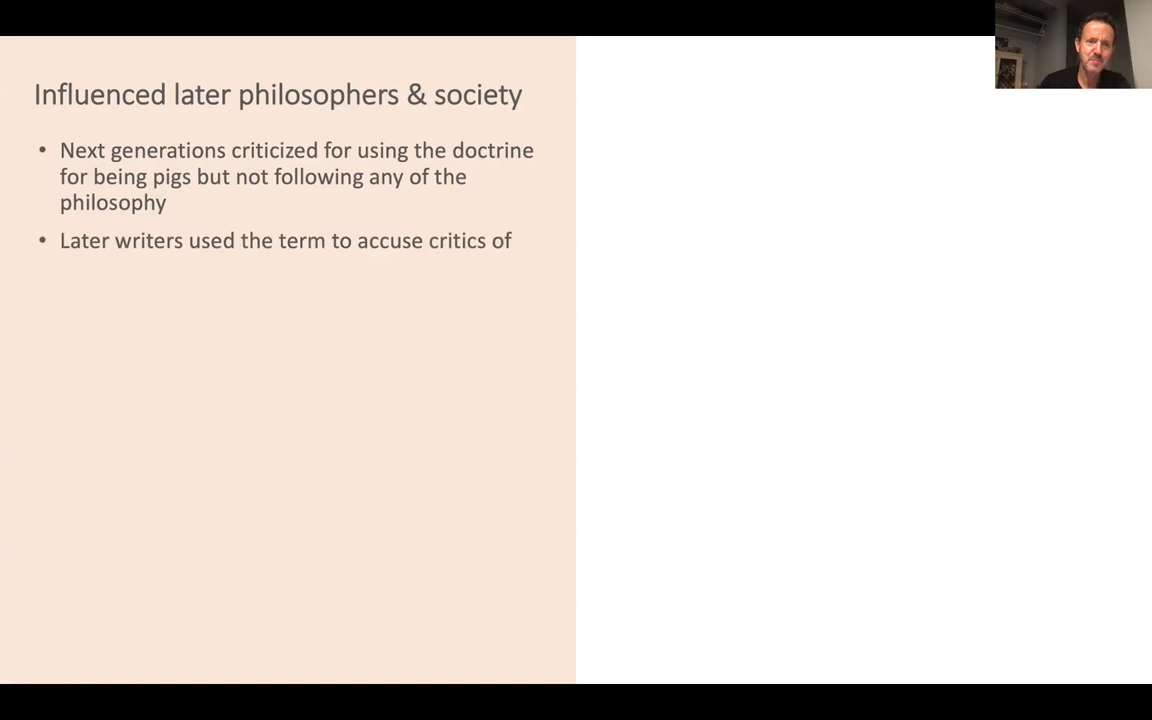 Influenced later philosophers & society
• Next generations criticized for using the doctrine
for being pigs but not following any of the
philosophy
• Later writers used the term to accuse critics of